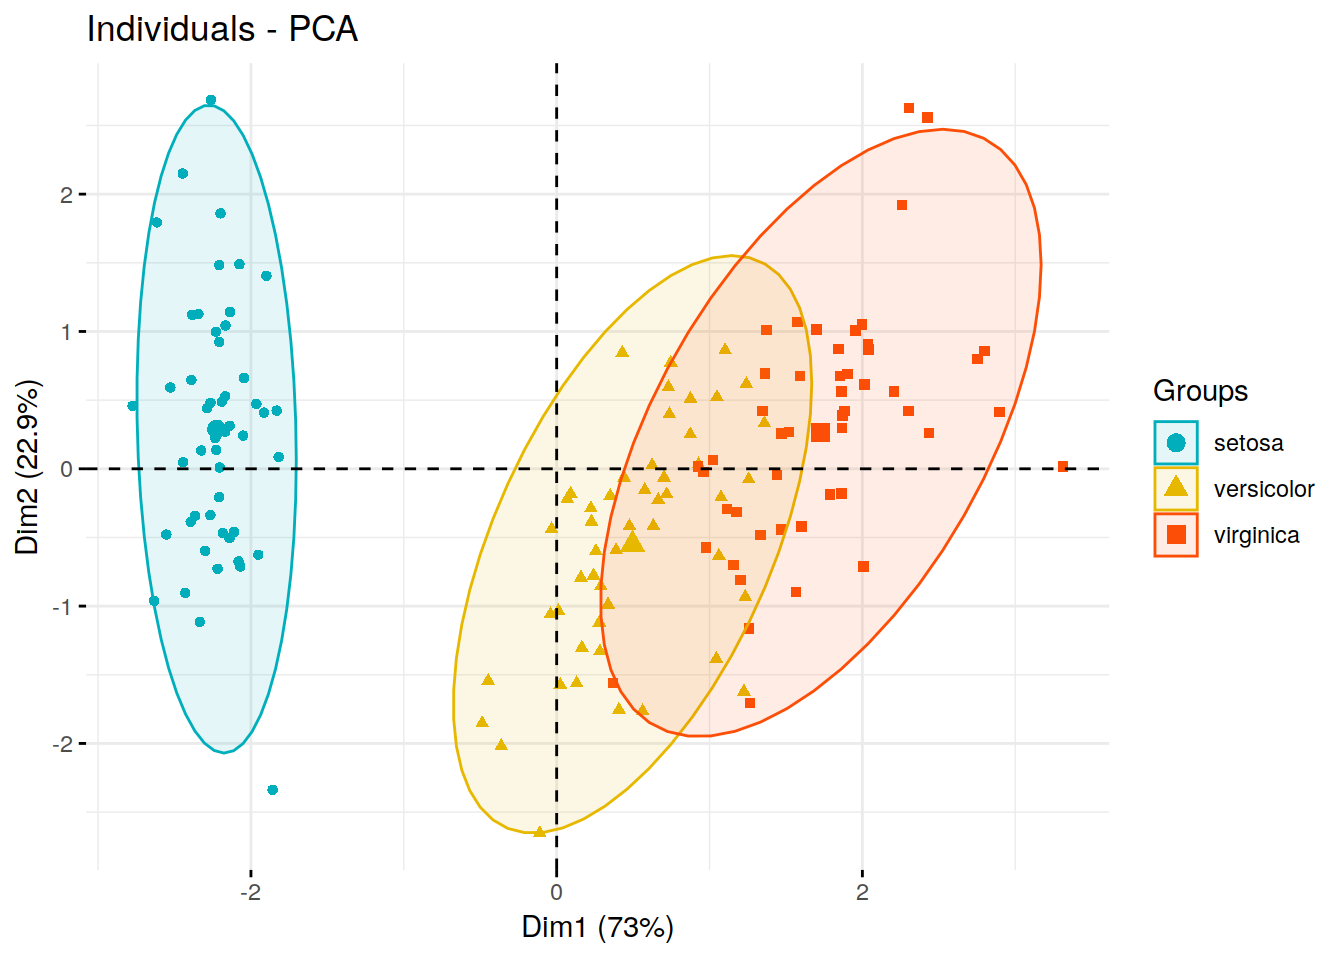 Individuals - PCA
Dim2 (22.9%)
2
1
0
-1
-2
-2
0
2
Dim1 (73%)
Groups
setosa
versicolor
virginica